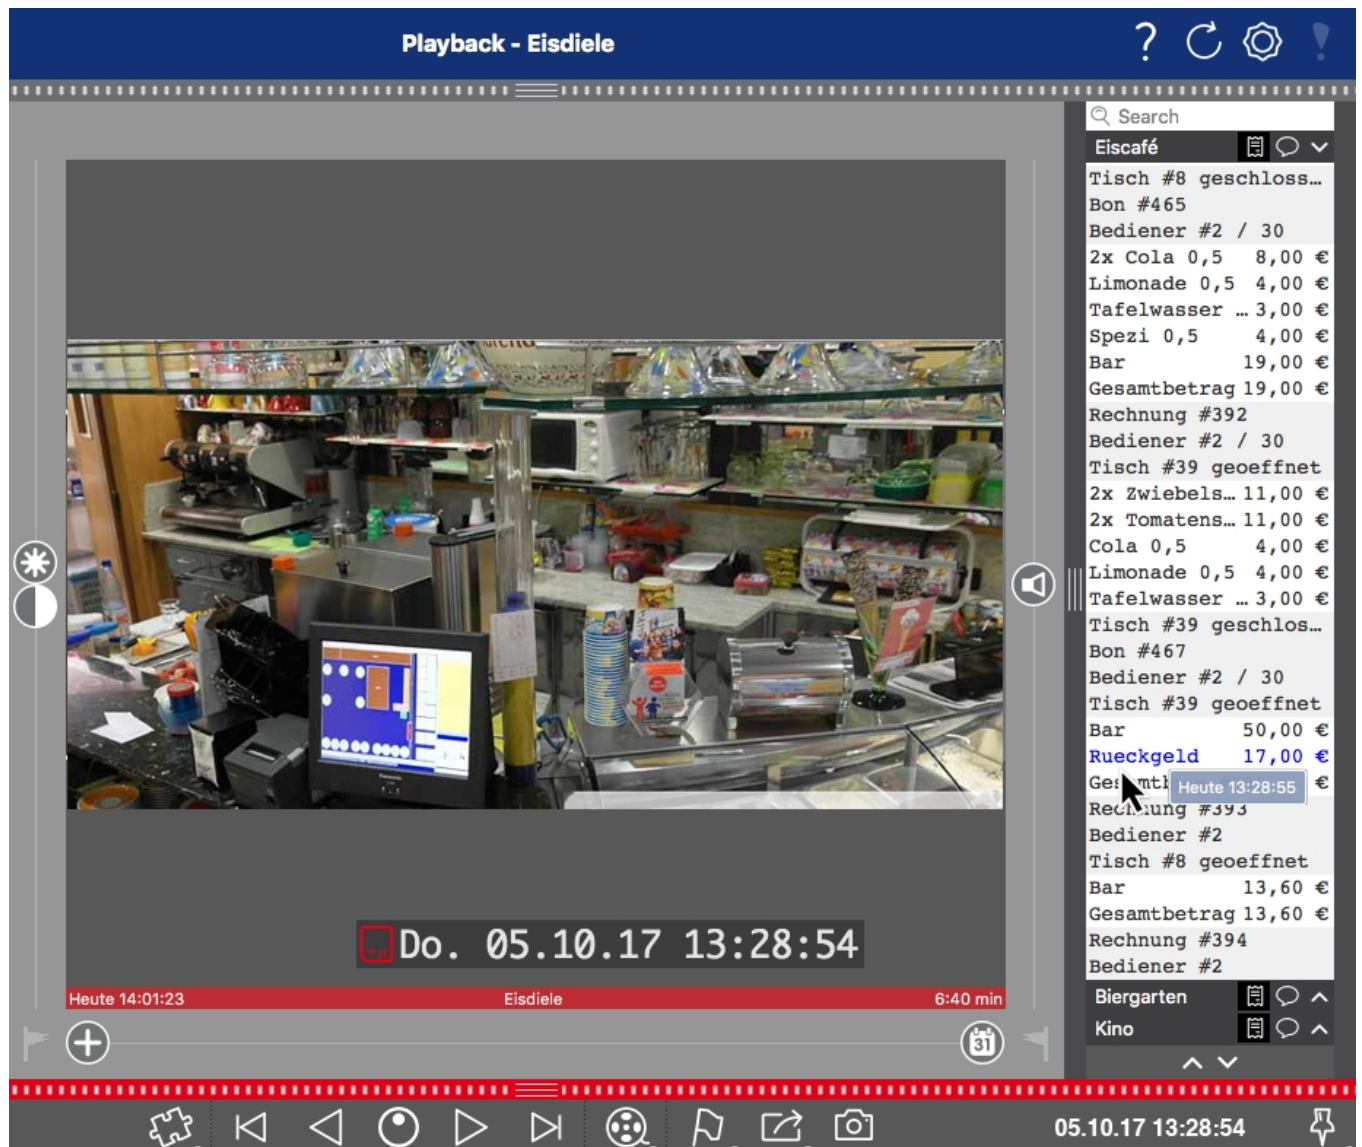 Playback - Eisdiele
Search
Eiscafé
Tisch #8 geschloss…
Bon #465
Bediener #2 / 30
2x Cola 0,5 8,00 €
Limonade 0,5 4,00 €
Tafelwasser … 3,00 €
Spezi 0,5 4,00 €
Bar 19,00 €
Gesamtbetrag 19,00 €
Rechnung #392
Bediener #2 / 30
Tisch #39 geoeffnet
2x Zwiebels… 11,00 €
2x Tomatens… 11,00 €
Cola 0,5 4,00 €
Limonade 0,5 4,00 €
Tafelwasser … 3,00 €
Tisch #39 geschlos…
Bon #467
Bediener #2 / 30
Tisch #39 geoeffnet
Bar 50,00 €
Rueckgeld 17,00 €
€
Heute 13:28:55
Rechnung #393
Bediener #2
Tisch #8 geoeffnet
Bar 13,60 €
Gesamtbetrag 13,60 €
Rechnung #394
Bediener #2
Biergarten
Kino
Do. 05.10.17 13:28:54
Heute 14:01:23 Eisdiele 6:40 min
31
05.10.17 13:28:54